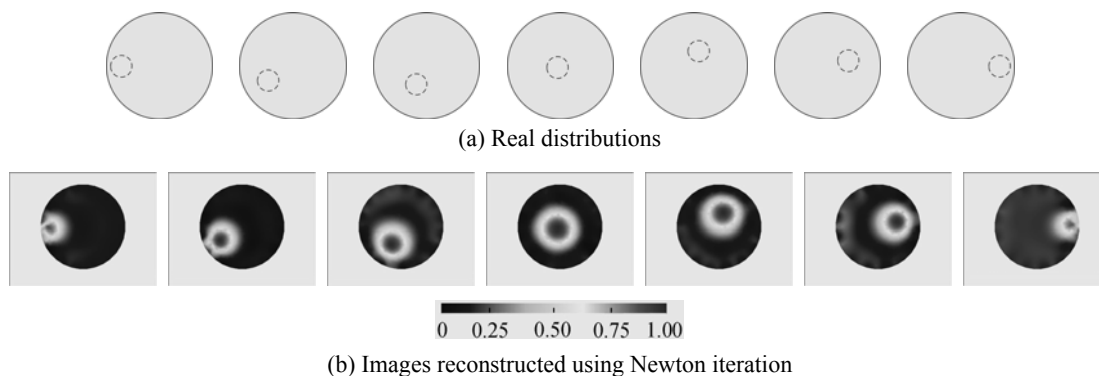 (a) Real distributions
0 0.25 0.50 0.75 1.00
(b) Images reconstructed using Newton iteration